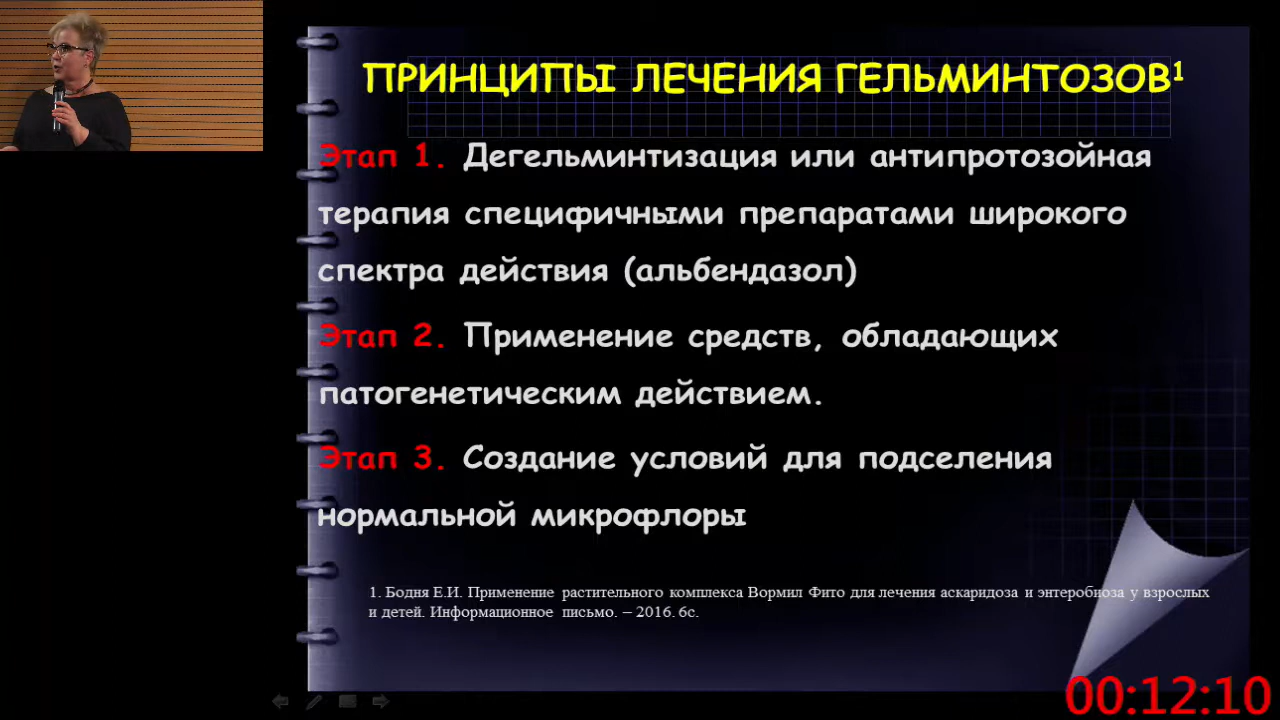 ПРИНЦИПЫ ЛЕЧЕНИЯ ГЕЛЬМИНТОЗОВ¹
Этап 1. Дегельминтизация или антипротозойная
терапия специфичными препаратами широкого
спектра действия (альбендазол)
Этап 2. Применение средств, обладающих
патогенетическим действием.
Этап 3. Создание условий для подселения
нормальной микрофлоры
1. Бодня Е.И. Применение растительного комплекса Вормил Фито для лечения аскаридоза и энтеробиоза у взрослых
и детей. Информационное письмо. – 2016. 6с.
00:12:10